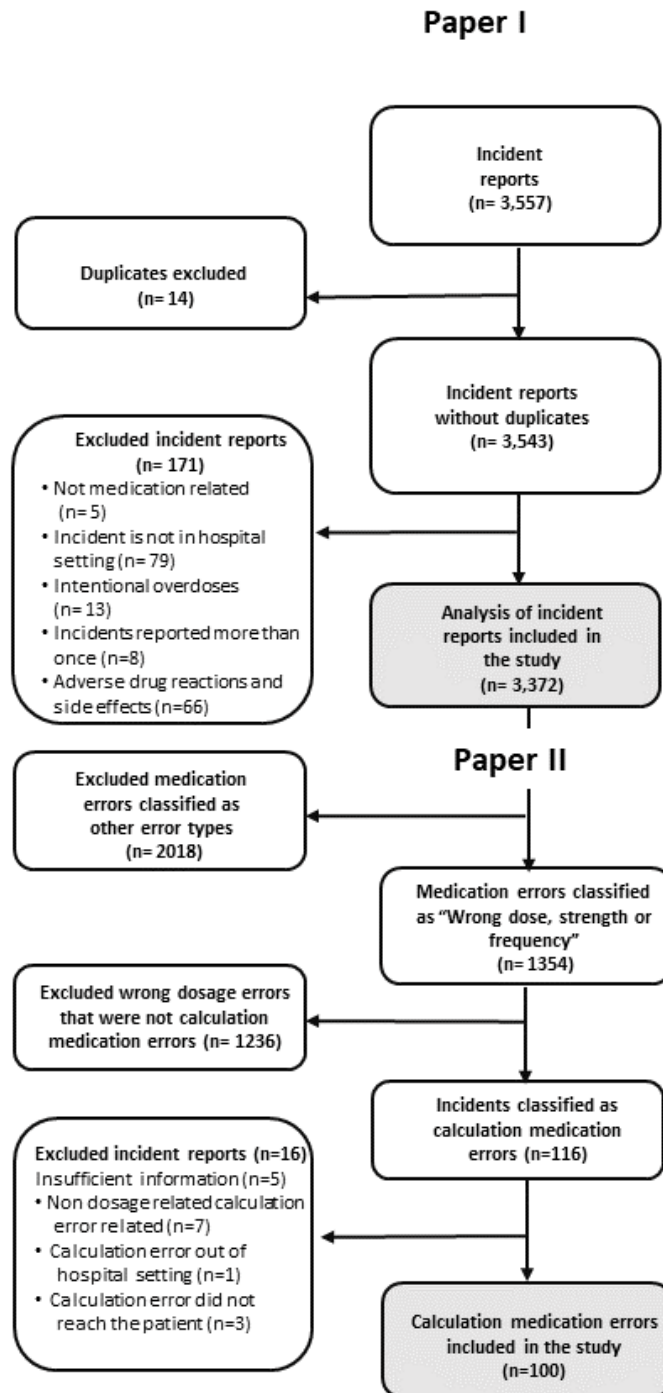 Paper I
Incident
reports
(n= 3,557)
Duplicates excluded
(n= 14)
Incident reports
without duplicates
(n= 3,543)
Excluded incident reports
(n= 171)
• Not medication related
(n= 5)
• Incident is not in hospital
setting (n= 79)
• Intentional overdoses
(n= 13)
• Incidents reported more than
once (n=8)
• Adverse drug reactions and
side effects (n=66)
Analysis of incident
reports included in
the study
(n= 3,372)
Paper II
Excluded medication
errors classified as
other error types
(n= 2018)
Medication errors classified
as “Wrong dose, strength or
frequency”
(n= 1354)
Excluded wrong dosage errors
that were not calculation
medication errors (n= 1236)
Incidents classified as
calculation medication
errors (n=116)
Excluded incident reports (n=16)
Insufficient information (n=5)
• Non dosage related calculation
error related (n=7)
• Calculation error out of
hospital setting (n=1)
• Calculation error did not
reach the patient (n=3)
Calculation medication errors
included in the study
(n=100)